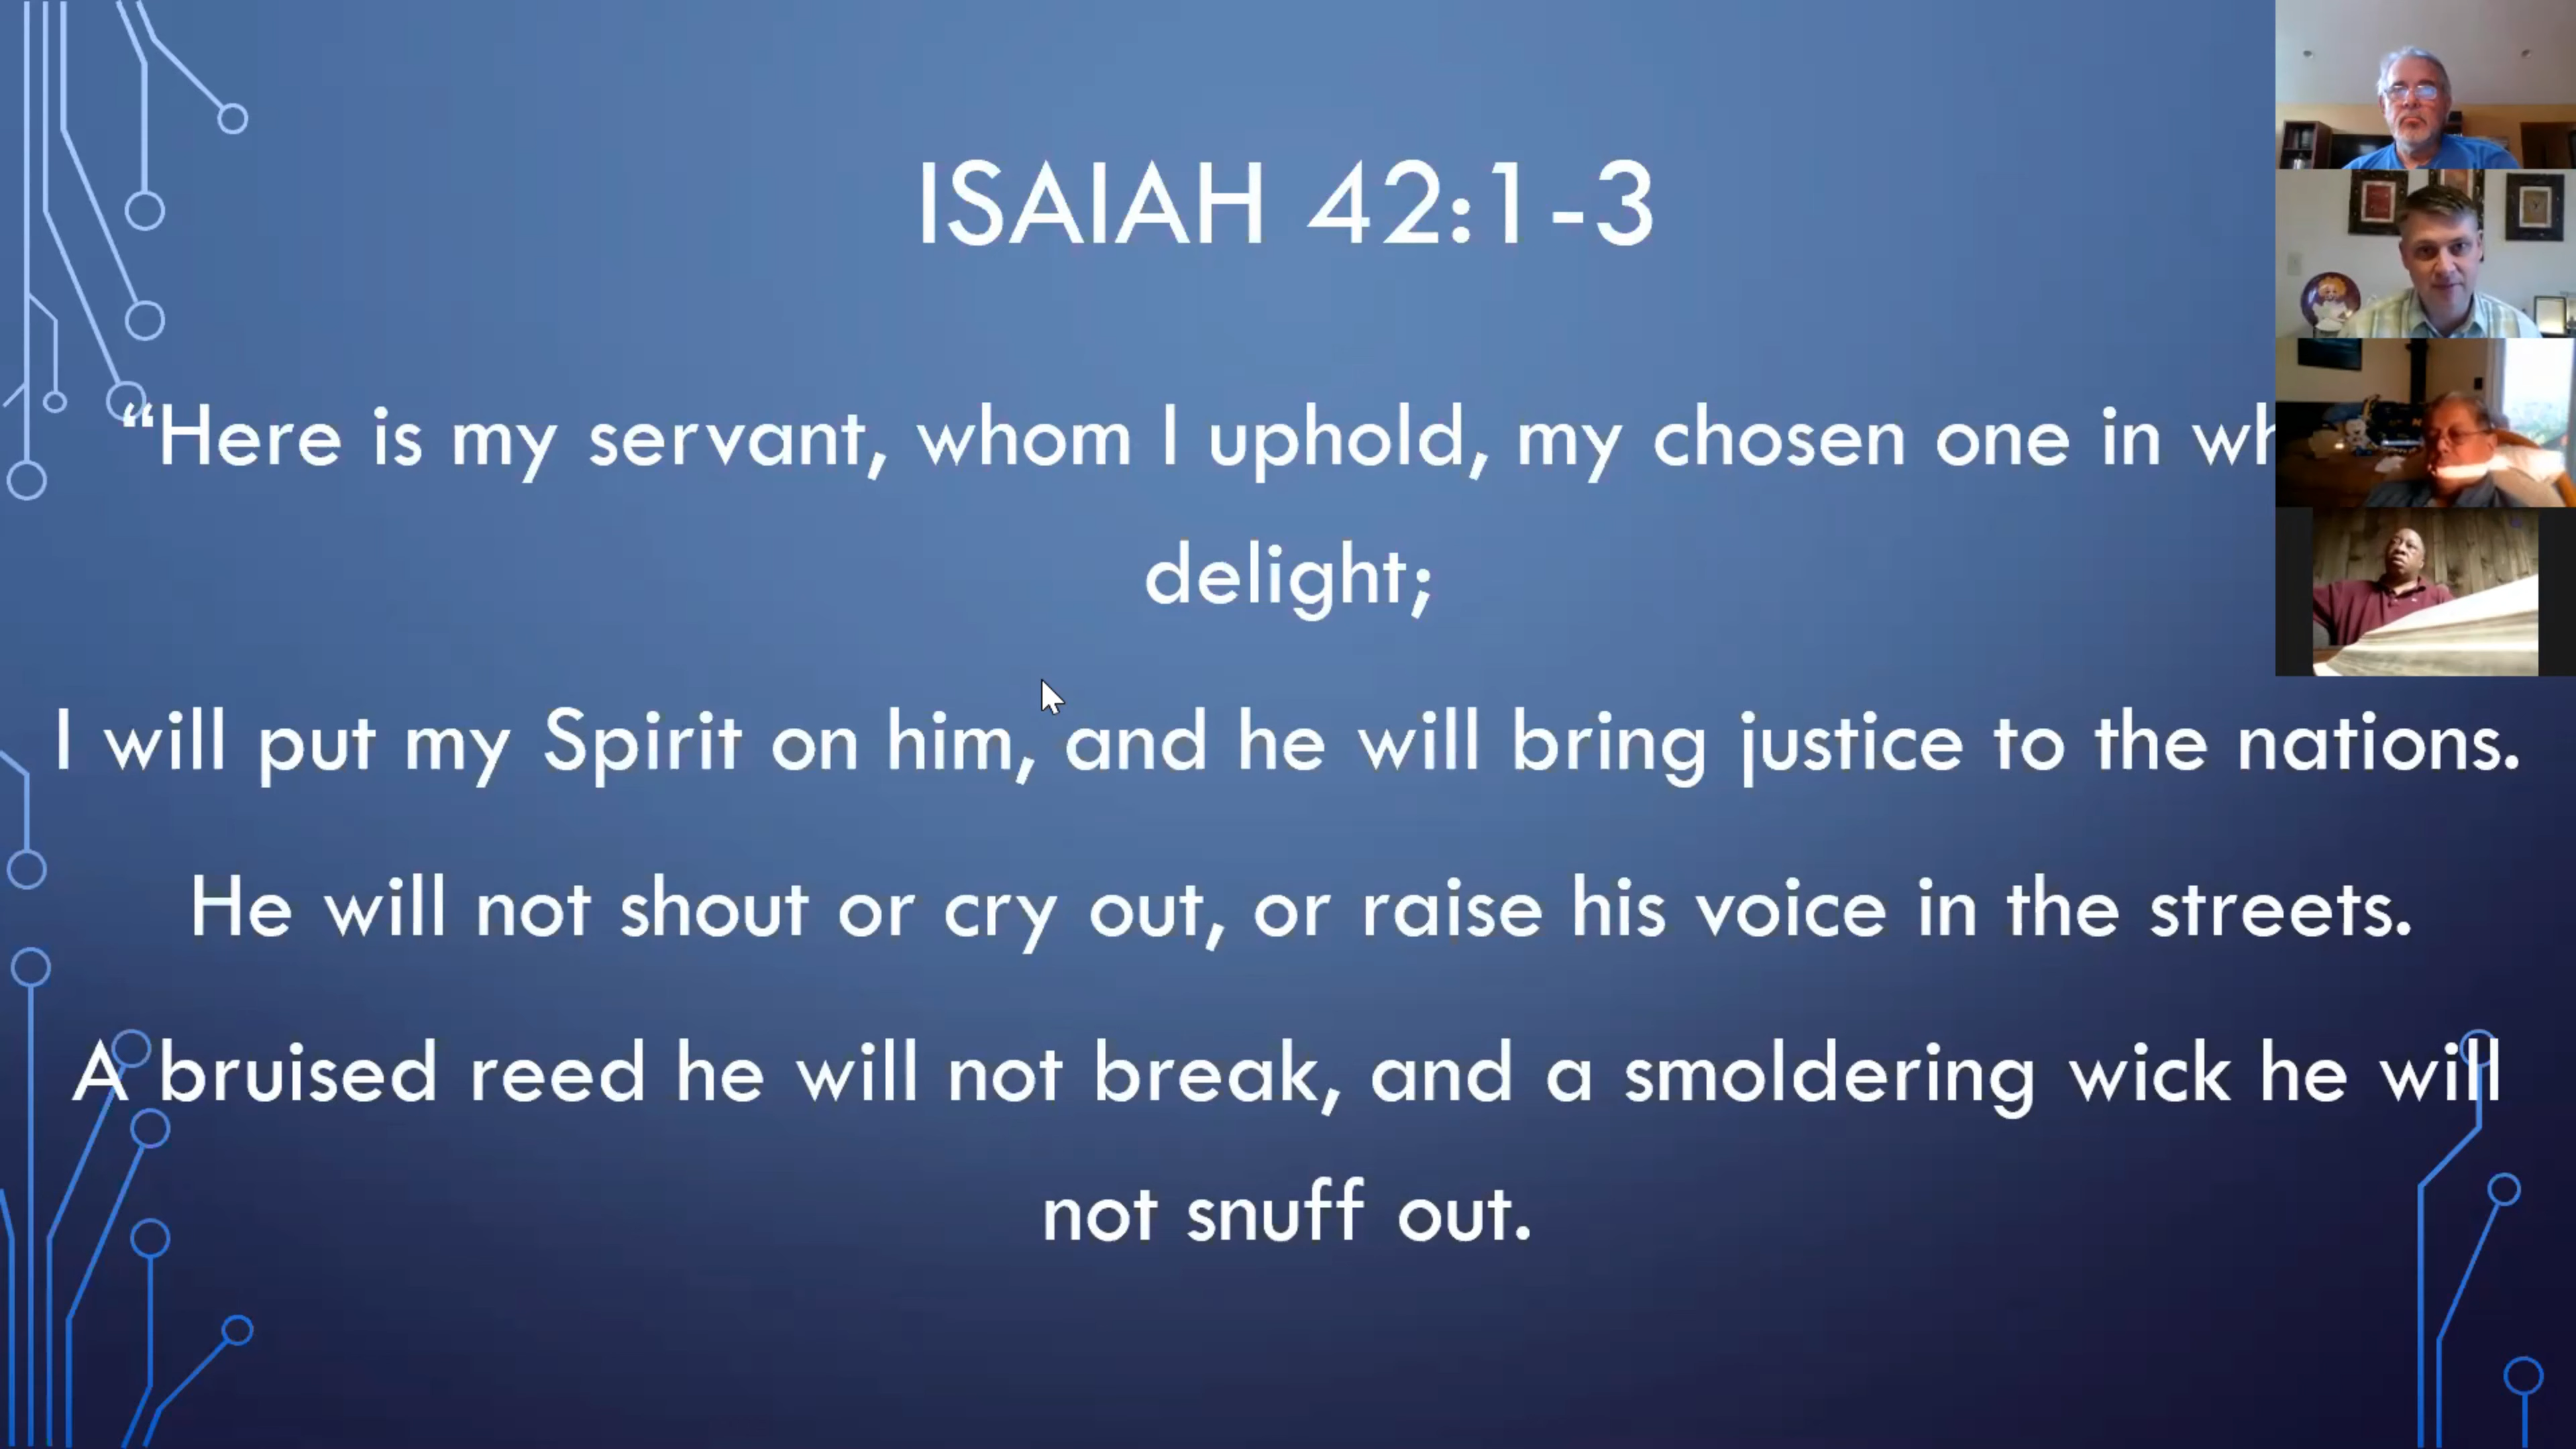 ISAIAH 42:1-3
“Here is my servant, whom I uphold, my chosen one in
delight;
I will put my Spirit on him, and he will bring justice to the nations.
He will not shout or cry out, or raise his voice in the streets.
A bruised reed he will not break, and a smoldering wick he will
not snuff out.